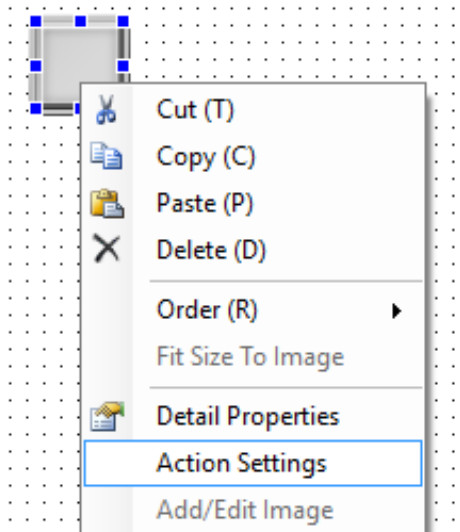 Cut (T)
Copy (C)
Paste (P)
Delete (D)
Order (R)
Fit Size To Image
Detail Properties
Action Settings
Add/Edit Image